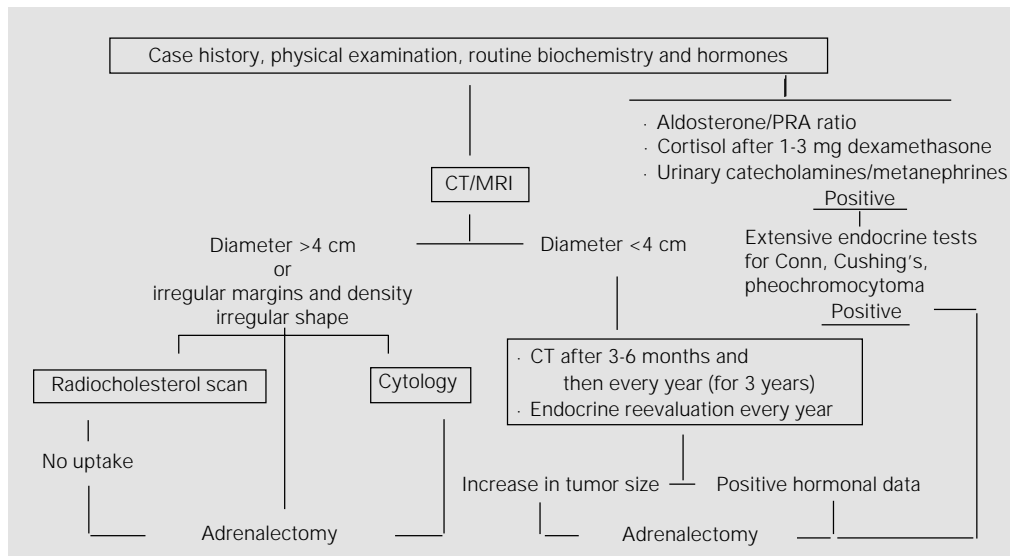 Case history, physical examination, routine biochemistry and hormones
· Aldosterone/PRA ratio
· Cortisol after 1-3 mg dexamethasone
· Urinary catecholamines/metanephrines
Positive
CT/MRI
Extensive endocrine tests
for Conn, Cushing's,
pheochromocytoma
Positive
Diameter >4 cm
or
irregular margins and density
irregular shape
Diameter <4 cm
Radiocholesterol scan
Cytology
· CT after 3-6 months and
then every year (for 3 years)
· Endocrine reevaluation every year
No uptake
Increase in tumor size
Positive hormonal data
Adrenalectomy
Adrenalectomy